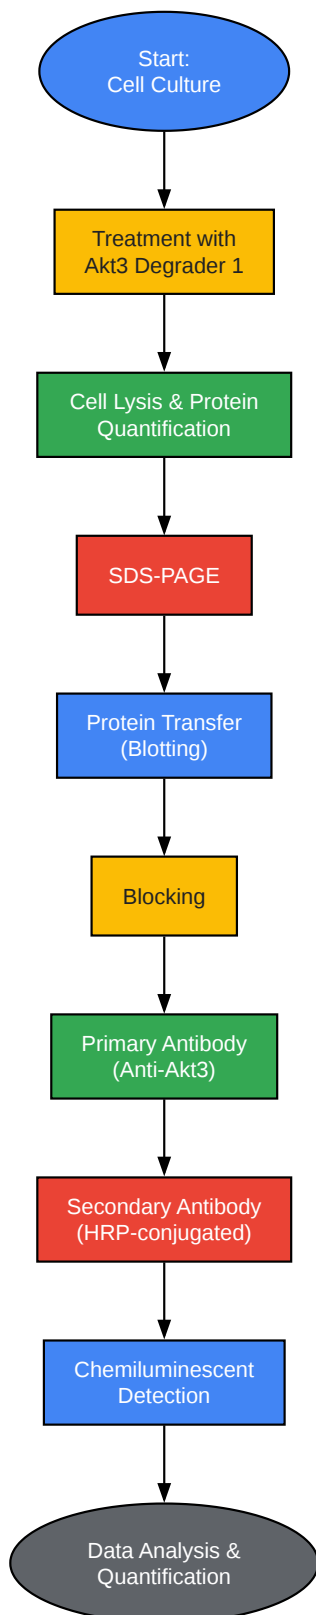 Start:
Cell Culture
Treatment with
Akt3 Degrader 1
Cell Lysis & Protein
Quantification
SDS-PAGE
Protein Transfer
(Blotting)
Blocking
Primary Antibody
(Anti-Akt3)
Secondary Antibody
(HRP-conjugated)
Chemiluminescent
Detection
Data Analysis &
Quantification